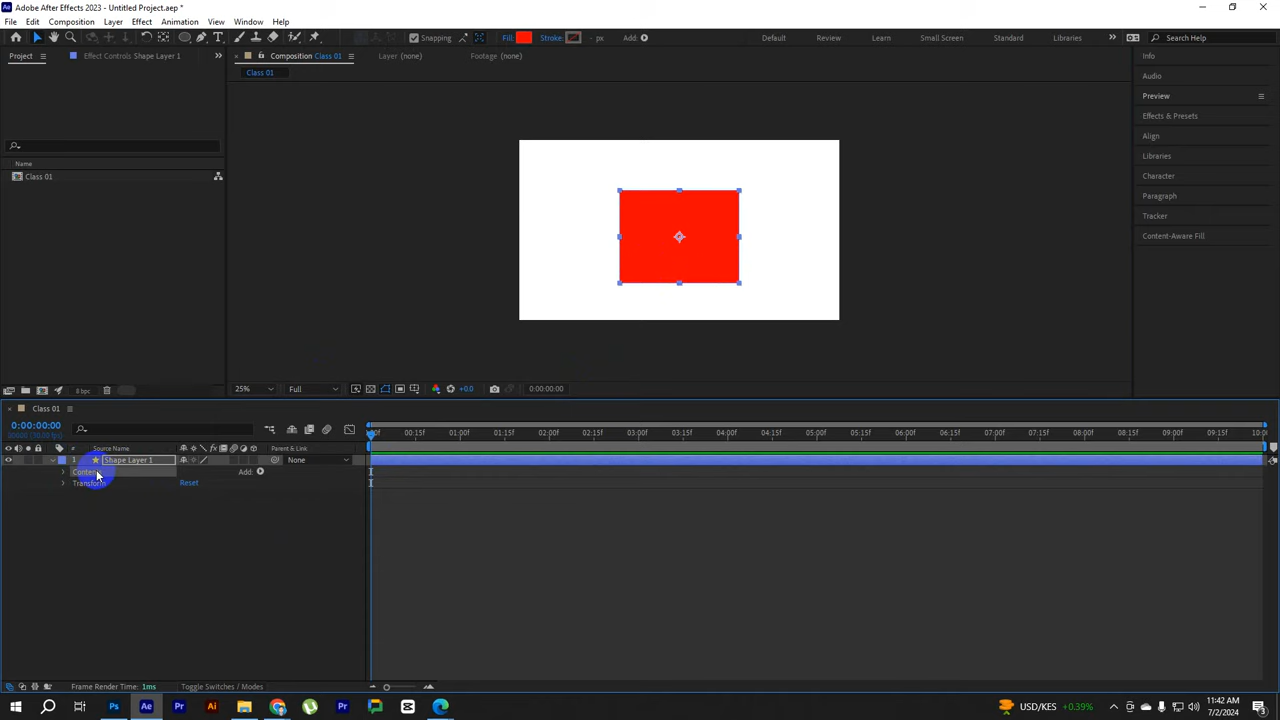 Adobe After Effects 2023 - Untitled Project.aep *
File Edit Composition Layer Effect Animation View Window Help
Snapping Fill: Stroke: - px Add: Default Review Learn Small Screen Standard Libraries Search Help
Project Effect Controls Shape Layer 1 Composition Class 01 Layer (none) Footage (none)
Class 01
Name
Class 01
Info
Audio
Preview
Effects & Presets
Align
Libraries
Character
Paragraph
Tracker
Content-Aware Fill
8 bpc 25% Full +0.0 0:00:00:00
Class 01
0:00:00:00
00:15f 01:00f 01:15f 02:00f 02:15f 03:00f 03:15f 04:00f 04:15f 05:00f 05:15f 06:00f 06:15f 07:00f 07:15f 08:00f 08:15f 09:00f 09:15f
# Source Name Parent & Link
1 Shape Layer 1 None
Contents Add:
Transform Reset
Frame Render Time: 1ms Toggle Switches / Modes
USD/KES +0.39% 11:42 AM
7/2/2024